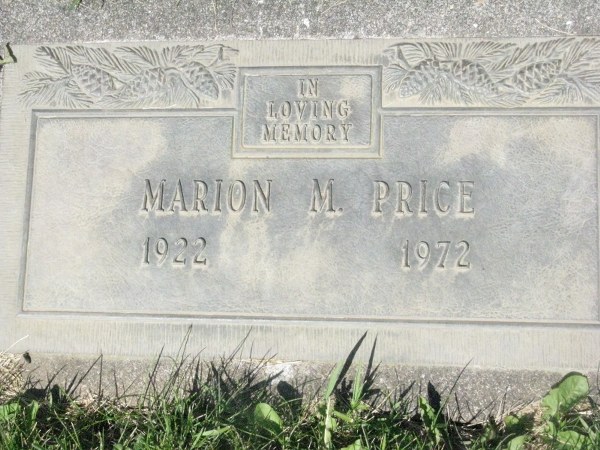 IN
LOVING
MEMORY
MARION M. PRICE
1922 1972